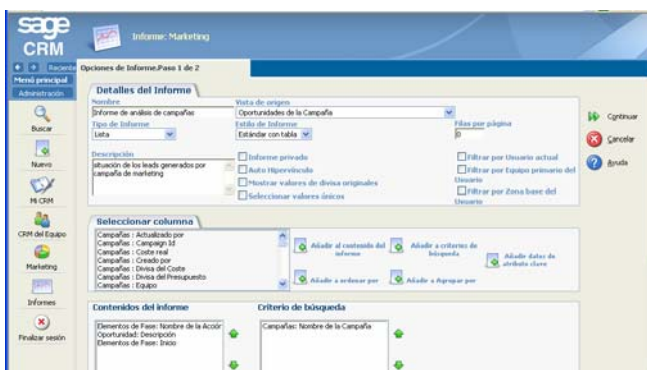 sage
CRM
Informe: Marketing
Reciente
Opciones de Informe.Paso 1 de 2
Menú principal
Administración
Buscar
Nuevo
Mi CRM
CRM del Equipo
Marketing
Informes
Finalizar sesión
Detalles del Informe
Nombre
Informe de análisis de campañas
Vista de origen
Oportunidades de la Campaña
Tipo de Informe
Lista
Estilo de Informe
Estándar con tabla
Filas por página
0
Descripción
situación de los leads generados por
campaña de marketing
Informe privado
Auto Hipervínculo
Mostrar valores de divisa originales
Seleccionar valores únicos
Filtrar por Usuario actual
Filtrar por Equipo primario del
Usuario
Filtrar por Zona base del
Usuario
Continuar
Cancelar
Ayuda
Seleccionar columna
Campañas : Actualizado por
Campañas : Campaign Id
Campañas : Coste real
Campañas : Creado por
Campañas : Divisa del Coste
Campañas : Divisa del Presupuesto
Campañas : Equipo
Añadir al contenido del
informe
Añadir a criterios de
búsqueda
Añadir datos de
atributo clave
Añadir a ordenar por
Añadir a Agrupar por
Contenidos del informe
Elementos de Fase: Nombre de la Acción
Oportunidad: Descripción
Elementos de Fase: Inicio
Criterio de búsqueda
Campañas: Nombre de la Campaña